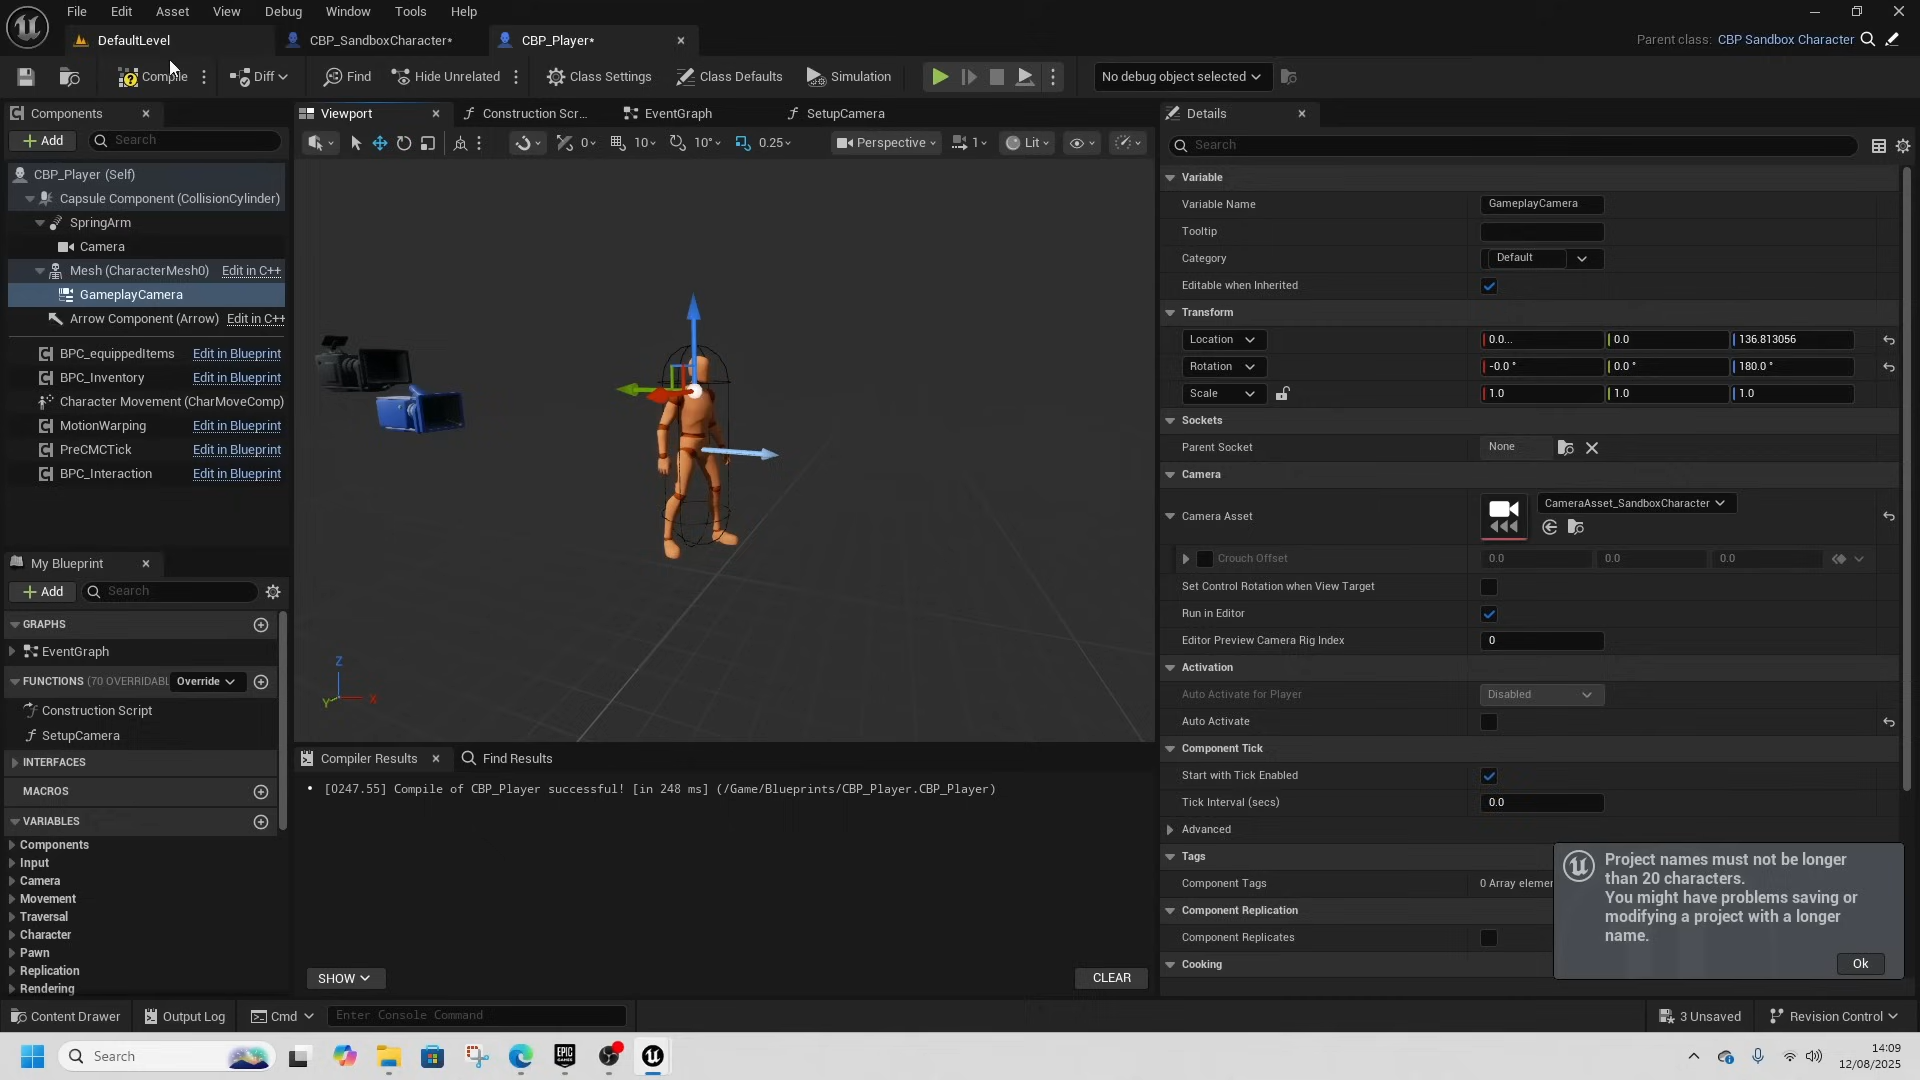 File Edit Asset View Debug Window Tools Help
DefaultLevel
CBP_SandboxCharacter*
CBP_Player*
Parent class: CBP Sandbox Character
Compile
Diff
Find
Hide Unrelated
Class Settings
Class Defaults
Simulation
No debug object selected
Components
Add
Search
CBP_Player (Self)
Capsule Component (CollisionCylinder)
SpringArm
Camera
Mesh (CharacterMesh0) Edit in C++
GameplayCamera
Arrow Component (Arrow) Edit in C++
BPC_equippedItems Edit in Blueprint
BPC_Inventory Edit in Blueprint
Character Movement (CharMoveComp)
MotionWarping Edit in Blueprint
PreCMCTick Edit in Blueprint
BPC_Interaction Edit in Blueprint
My Blueprint
Add
Search
GRAPHS
EventGraph
FUNCTIONS (70 OVERRIDABL Override
Construction Script
SetupCamera
INTERFACES
MACROS
VARIABLES
Components
Input
Camera
Movement
Traversal
Character
Pawn
Replication
Rendering
Viewport
Construction Scr...
EventGraph
SetupCamera
0 10 10° 0.25
Perspective
1
Lit
Z
Y X
Compiler Results
Find Results
• [0247.55] Compile of CBP_Player successful! [in 248 ms] (/Game/Blueprints/CBP_Player.CBP_Player)
SHOW
CLEAR
Details
Search
Variable
Variable Name GameplayCamera
Tooltip
Category Default
Editable when Inherited
Transform
Location 0.0... 0.0 136.813056
Rotation -0.0 ° 0.0 ° 180.0 °
Scale 1.0 1.0 1.0
Sockets
Parent Socket None
Camera
Camera Asset CameraAsset_SandboxCharacter
Crouch Offset 0.0 0.0 0.0
Set Control Rotation when View Target
Run in Editor
Editor Preview Camera Rig Index 0
Activation
Auto Activate for Player Disabled
Auto Activate
Component Tick
Start with Tick Enabled
Tick Interval (secs) 0.0
Advanced
Tags
Component Tags 0 Array elemen
Component Replication
Component Replicates
Cooking
Project names must not be longer
than 20 characters.
You might have problems saving or
modifying a project with a longer
name.
Ok
Content Drawer
Output Log
Cmd
Enter Console Command
3 Unsaved
Revision Control
Search
EPIC
GAMES
14:09
12/08/2025